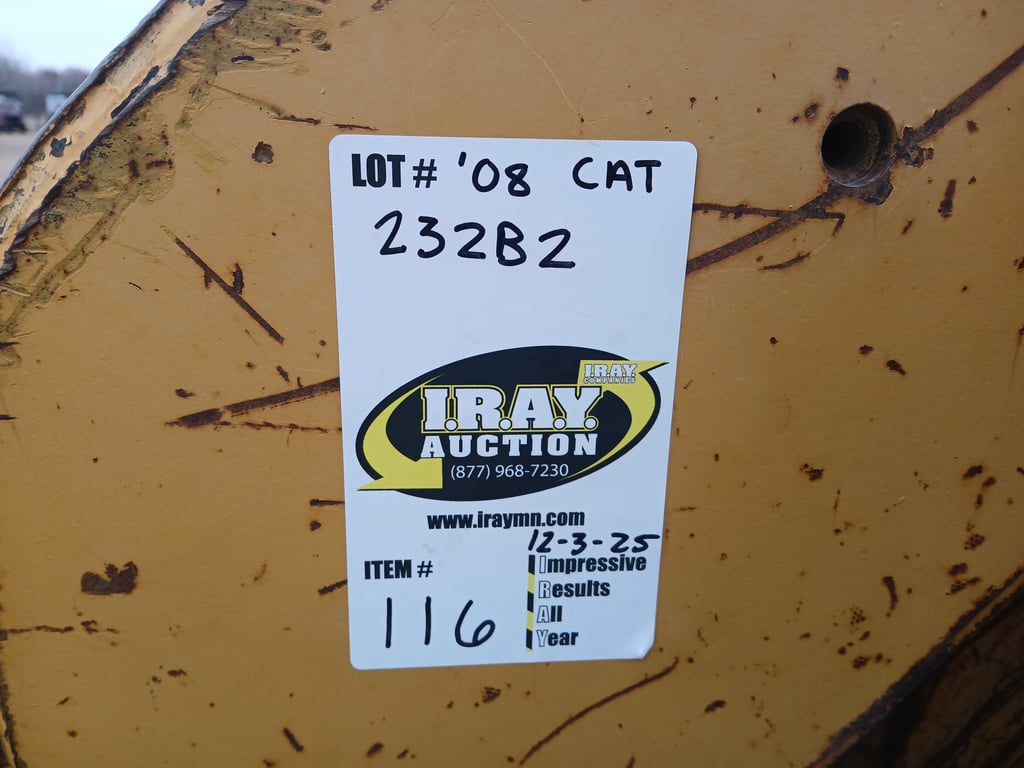 LOT # '08 CAT
232B2
I.R.A.Y.
COMPANIES
I.R.A.Y.
AUCTION
(877) 968-7230
www.iraymn.com
12-3-25
ITEM #
116
Impressive
Results
All
Year